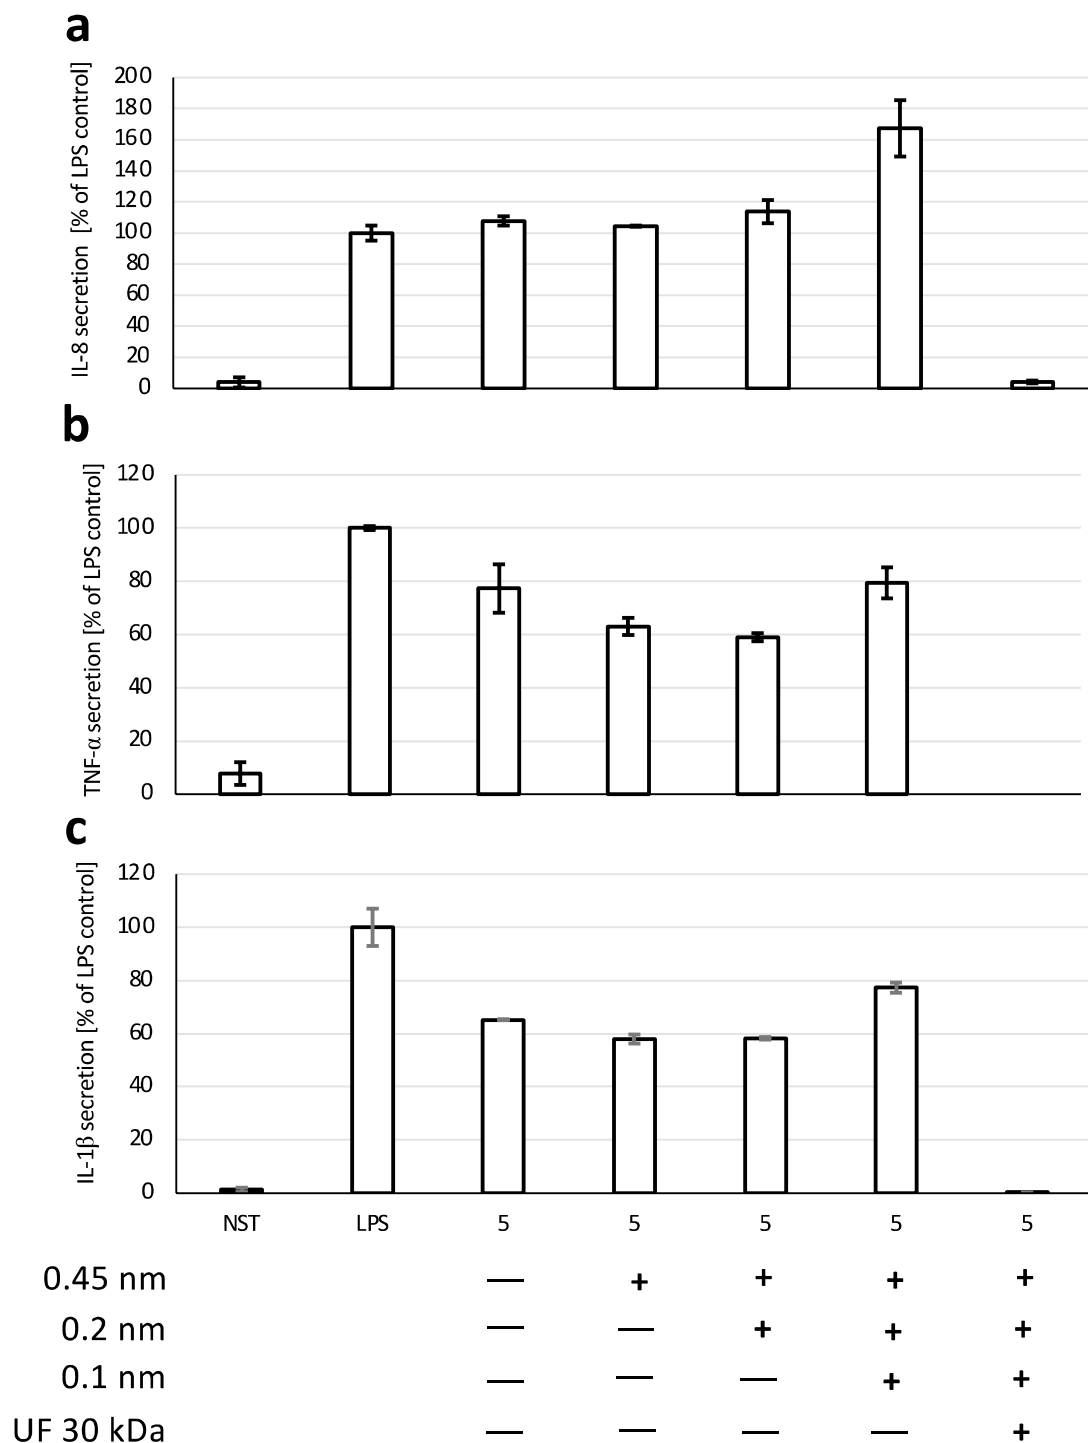 a
IL-8 secretion [% of LPS control]
200
180
160
140
120
100
80
60
40
20
0
b
TNF-α secretion [% of LPS control]
120
100
80
60
40
20
0
c
IL-1β secretion [% of LPS control]
120
100
80
60
40
20
0
NST LPS 5 5 5 5 5
0.45 nm — + + + +
0.2 nm — — + + +
0.1 nm — — — + +
UF 30 kDa — — — — +